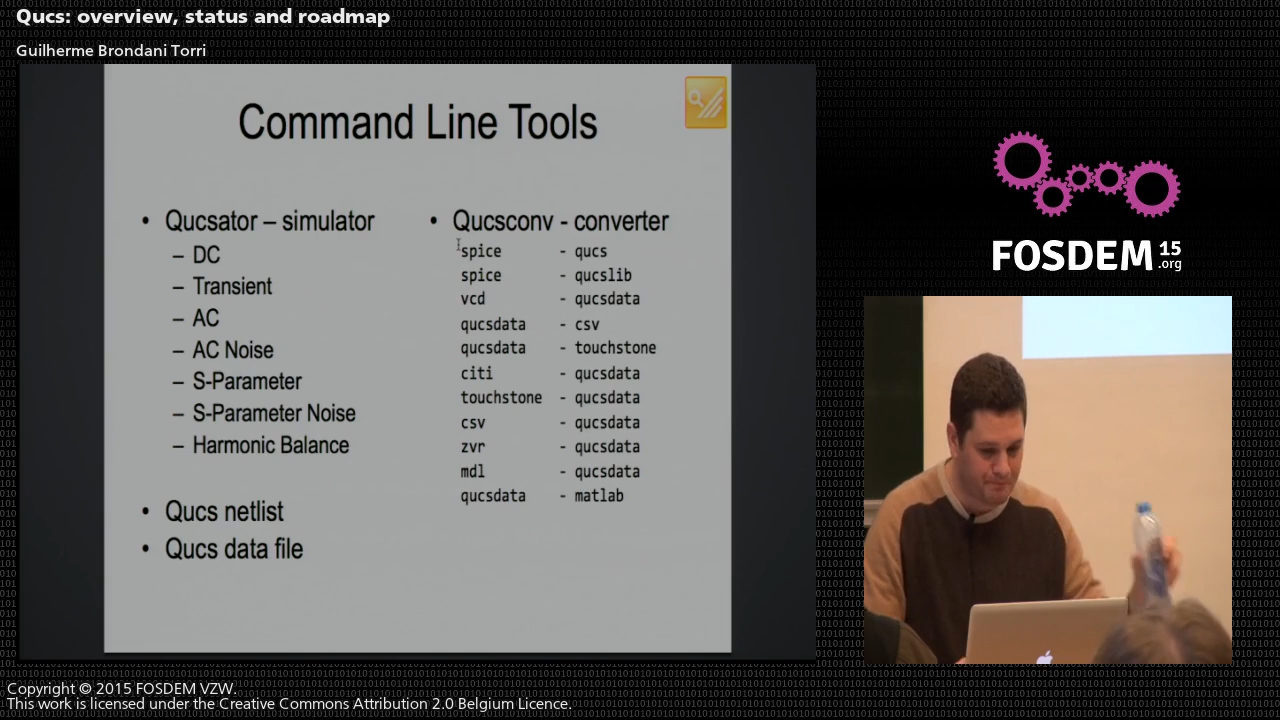 Qucs: overview, status and roadmap
Guilherme Brondani Torri
Command Line Tools
• Qucsator – simulator
– DC
– Transient
– AC
– AC Noise
– S-Parameter
– S-Parameter Noise
– Harmonic Balance
• Qucs netlist
• Qucs data file
• Qucsconv - converter
spice - qucs
spice - qucslib
vcd - qucsdata
qucsdata - csv
qucsdata - touchstone
citi - qucsdata
touchstone - qucsdata
csv - qucsdata
zvr - qucsdata
mdl - qucsdata
qucsdata - matlab
FOSDEM 15 .org
Copyright © 2015 FOSDEM VZW.
This work is licensed under the Creative Commons Attribution 2.0 Belgium Licence.